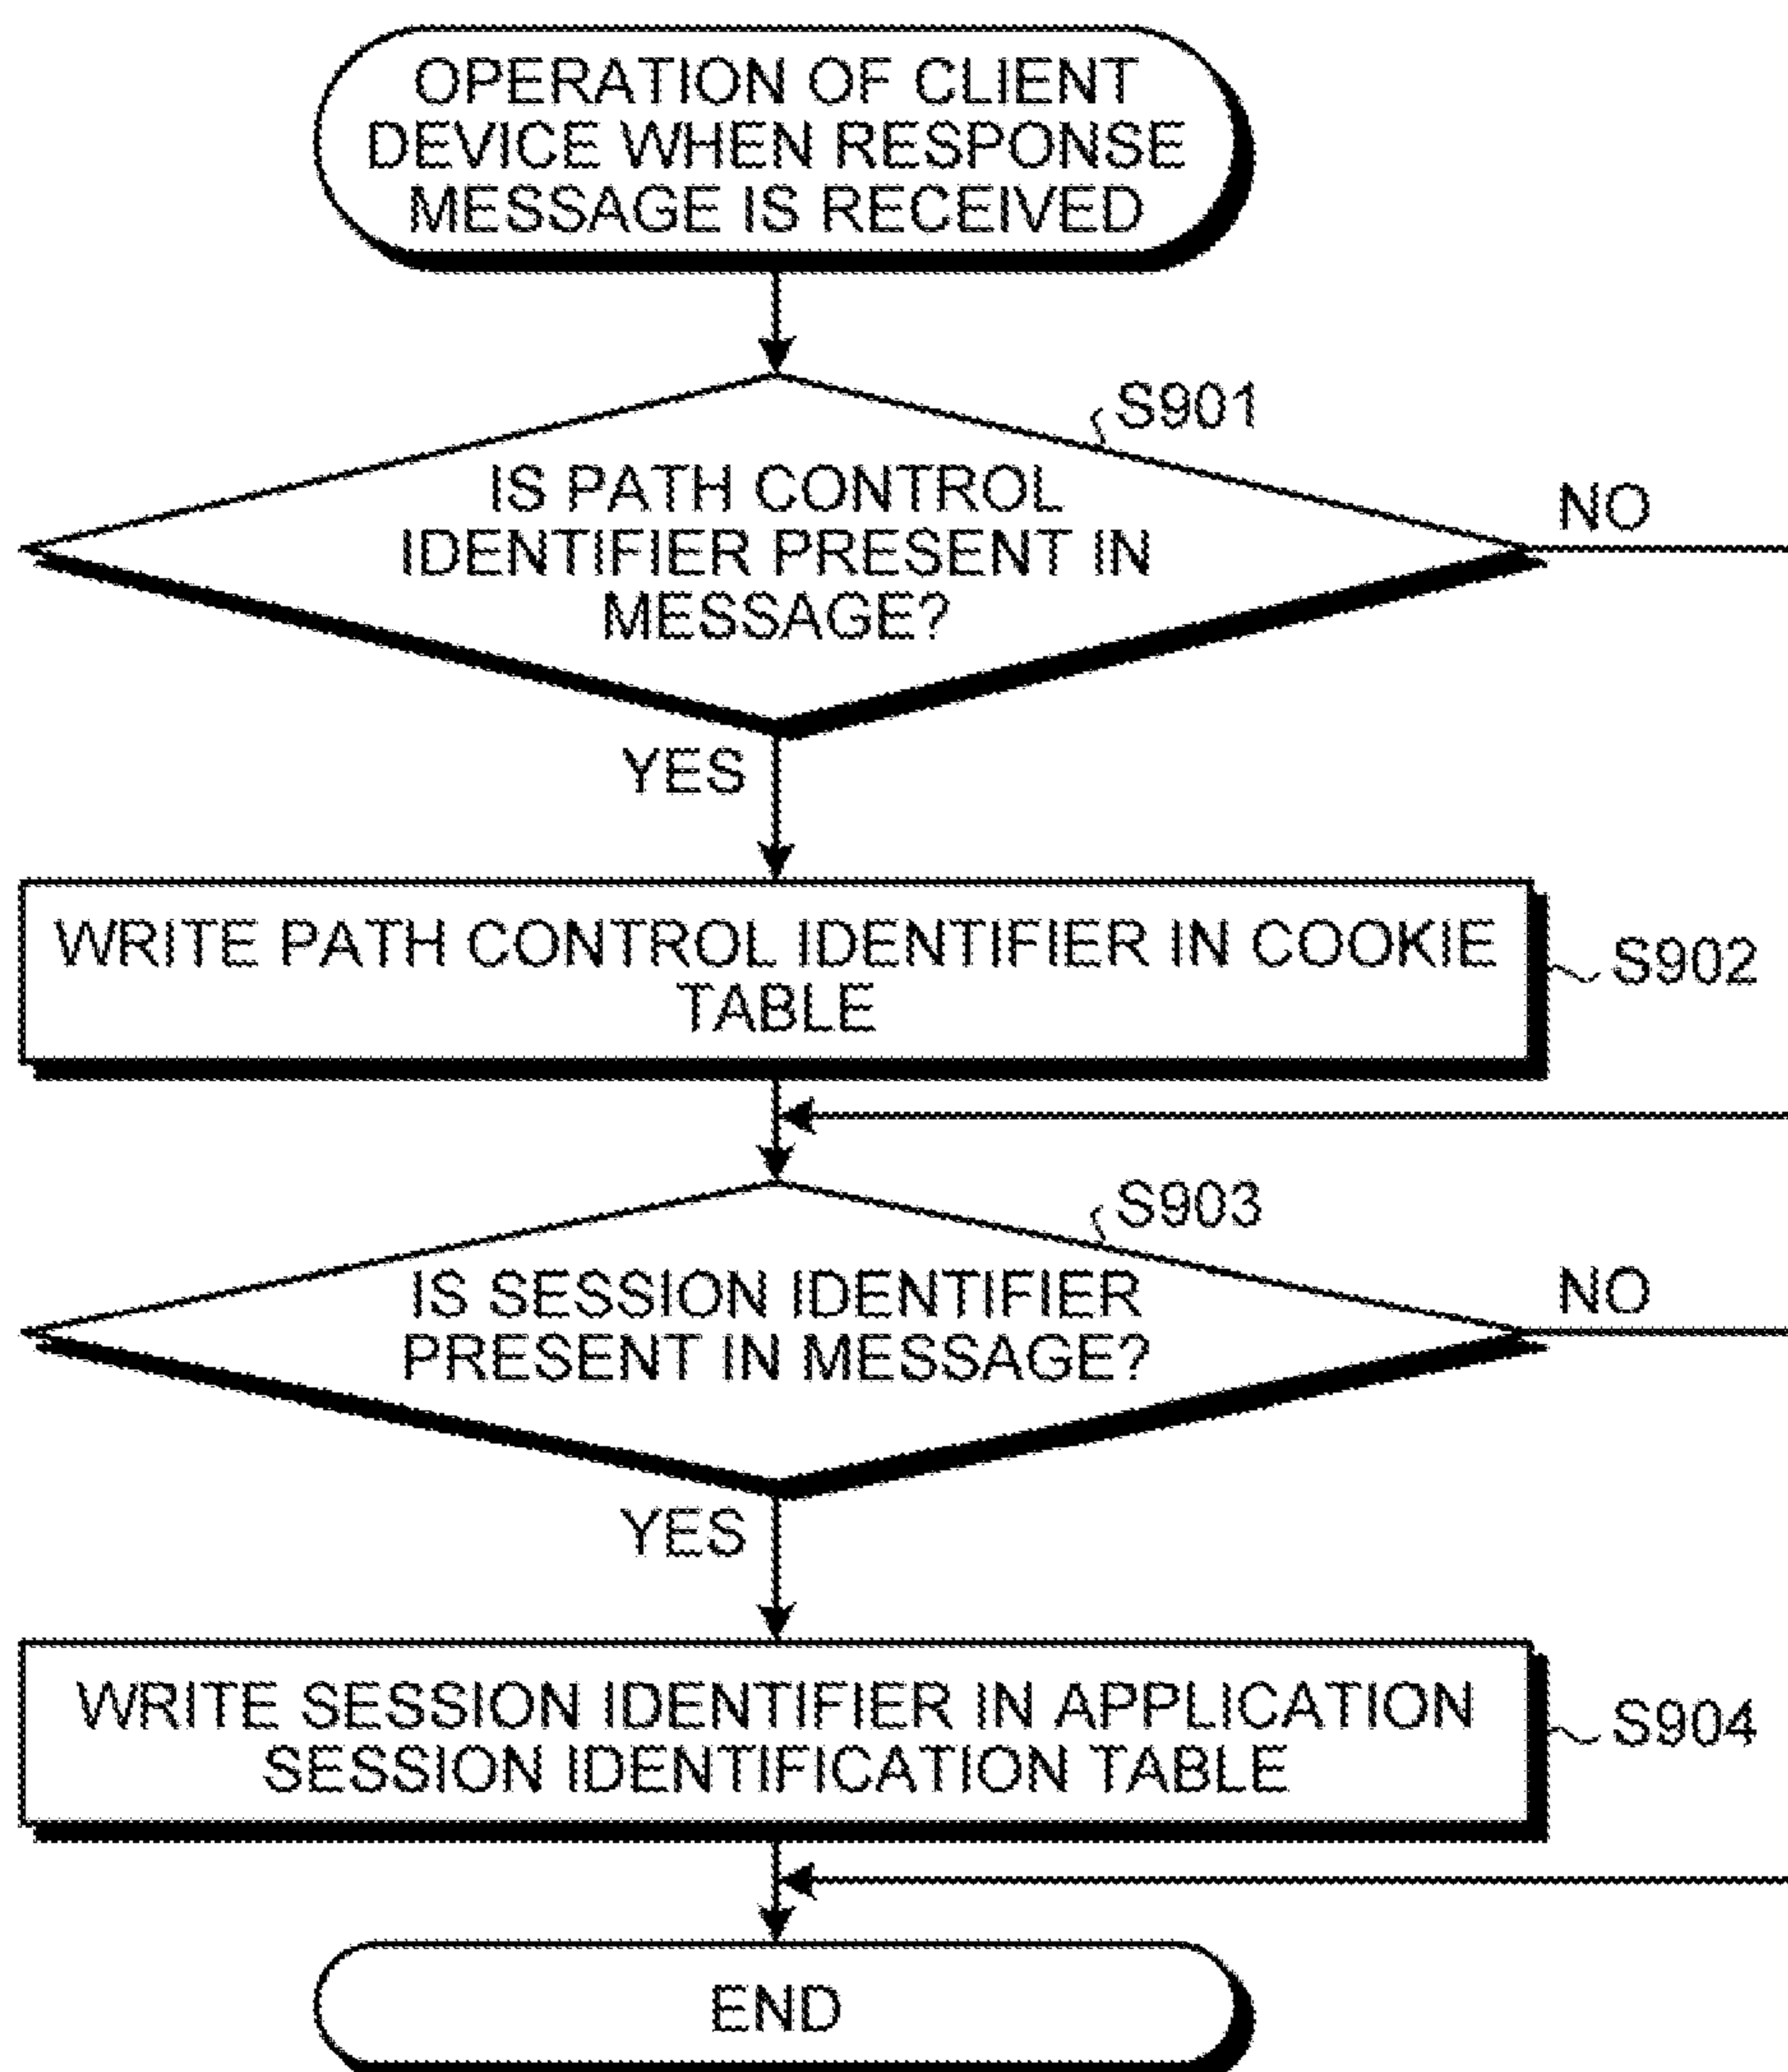 OPERATION OF CLIENT
DEVICE WHEN RESPONSE
MESSAGE IS RECEIVED
S901
IS PATH CONTROL
IDENTIFIER PRESENT IN
MESSAGE?
NO
YES
WRITE PATH CONTROL IDENTIFIER IN COOKIE
TABLE
S902
S903
IS SESSION IDENTIFIER
PRESENT IN MESSAGE?
NO
YES
WRITE SESSION IDENTIFIER IN APPLICATION
SESSION IDENTIFICATION TABLE
S904
END